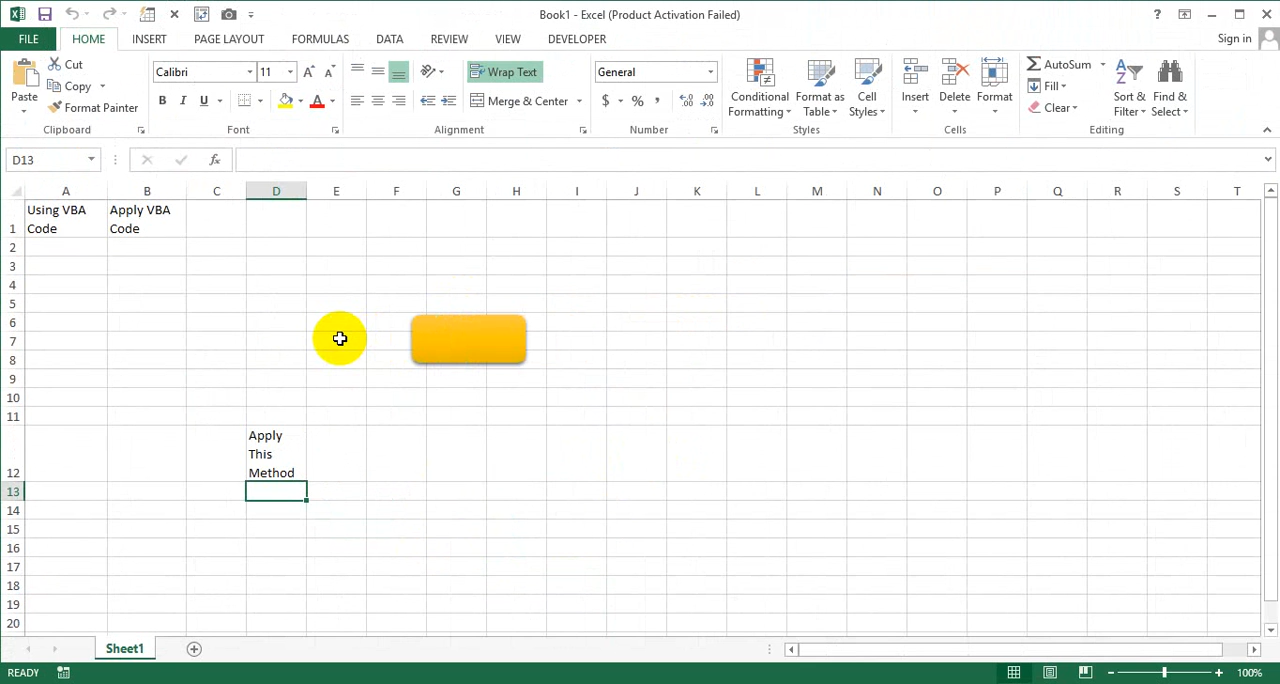 Book1 - Excel (Product Activation Failed)
?
FILE HOME INSERT PAGE LAYOUT FORMULAS DATA REVIEW VIEW DEVELOPER Sign in
Cut
Copy
Format Painter
Paste
Clipboard
Calibri 11
B I U
Font
Wrap Text
Merge & Center
Alignment
General
$ % ,
Number
Conditional
Formatting
Format as
Table
Cell
Styles
Styles
Insert Delete Format
Cells
AutoSum
Fill
Clear
Sort &
Filter
Find &
Select
Editing
D13
fx
A B C D E F G H I J K L M N O P Q R S T
1 Using VBA
Code
Apply VBA
Code
2
3
4
5
6
7
8
9
10
11
12 Apply
This
Method
13
14
15
16
17
18
19
20
Sheet1
READY
100%